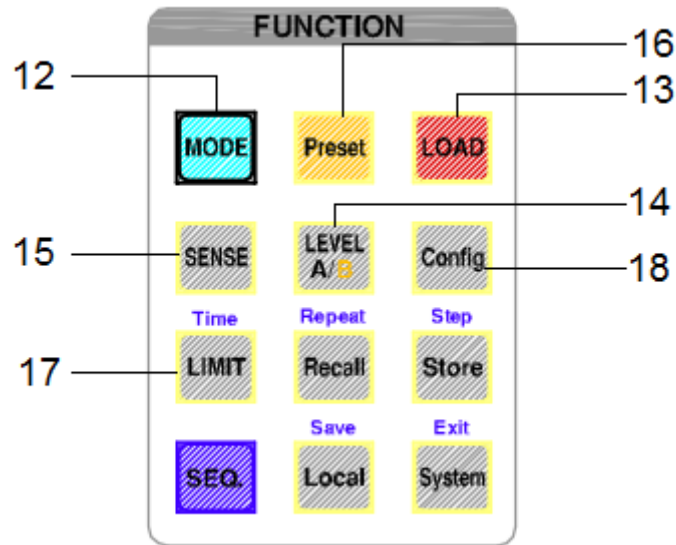 FUNCTION
12
16
13
MODE
Preset
LOAD
14
15
SENSE
LEVEL
A/B
Config
18
Time
Repeat
Step
17
LIMIT
Recall
Store
Save
Exit
SEQ.
Local
System